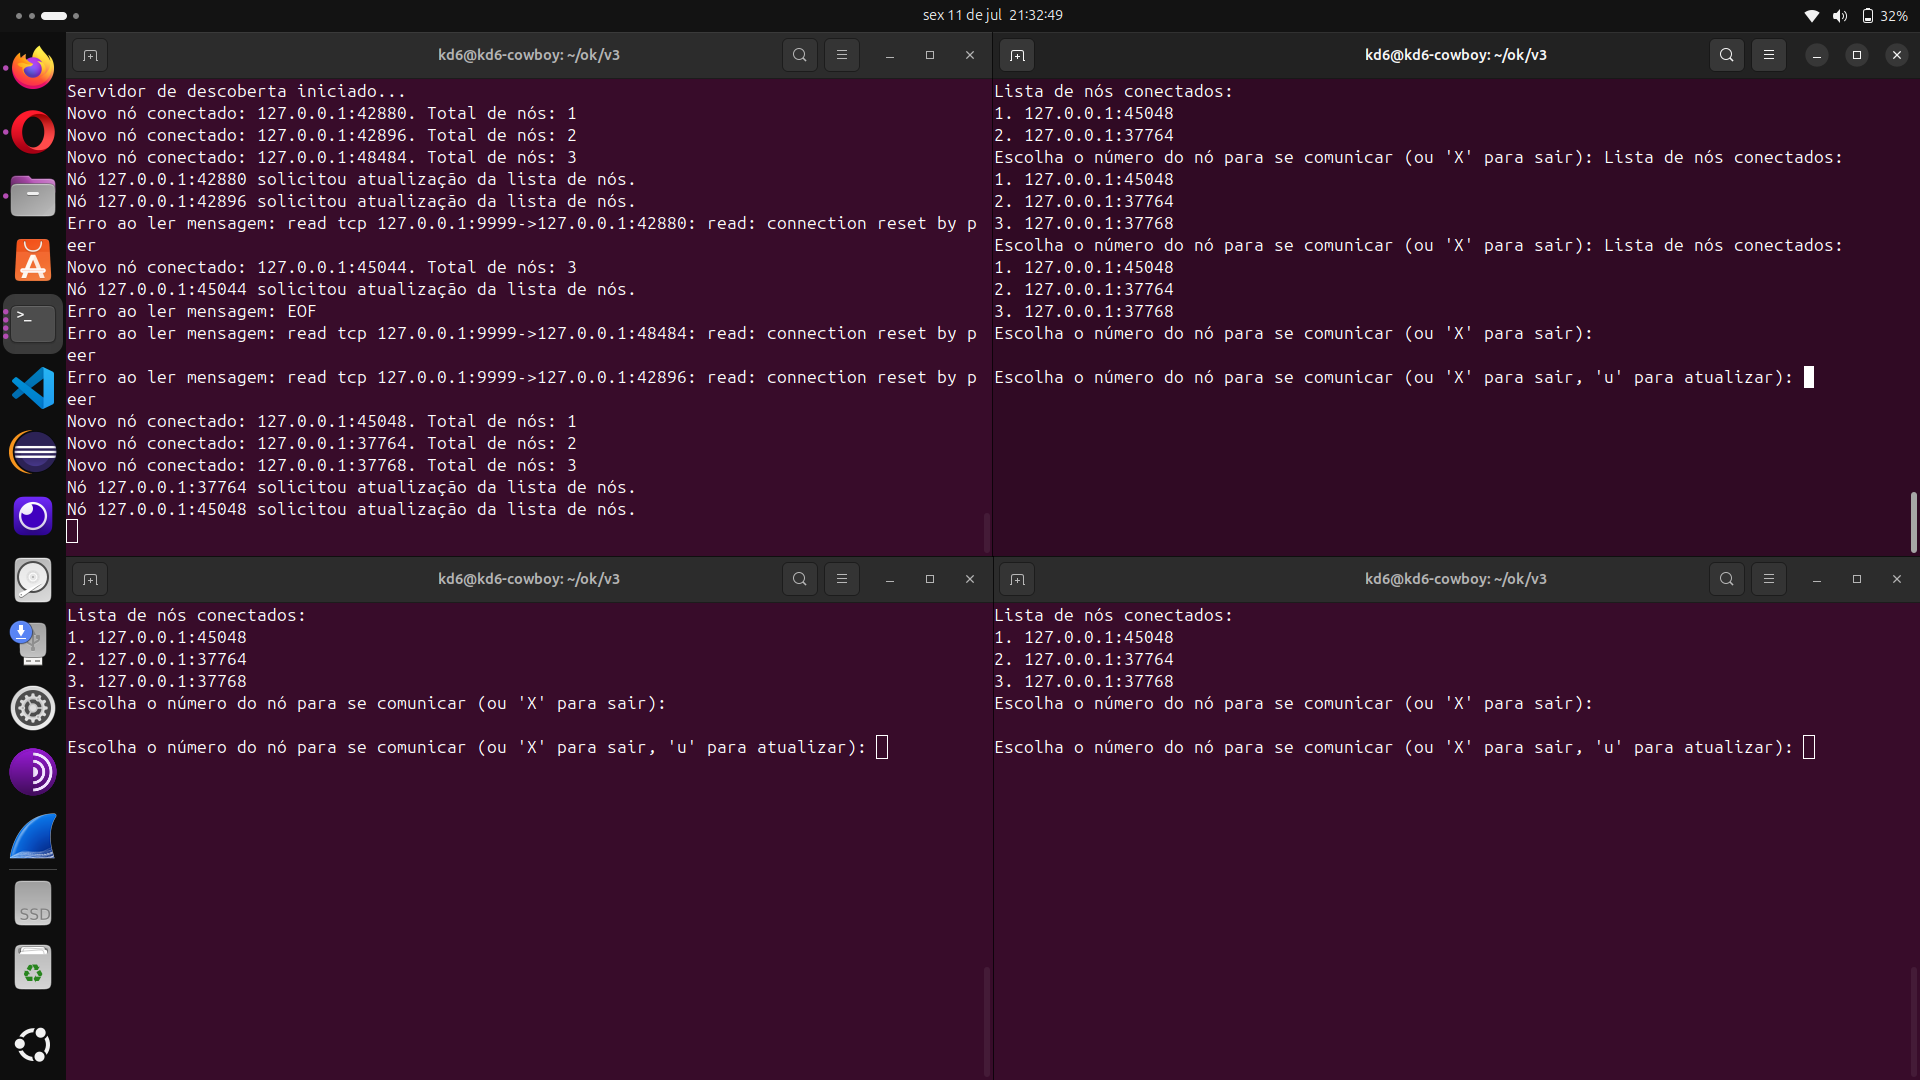 sex 11 de jul 21:32:49
32%
kd6@kd6-cowboy: ~/ok/v3
Servidor de descoberta iniciado...
Novo nó conectado: 127.0.0.1:42880. Total de nós: 1
Novo nó conectado: 127.0.0.1:42896. Total de nós: 2
Novo nó conectado: 127.0.0.1:48484. Total de nós: 3
Nó 127.0.0.1:42880 solicitou atualização da lista de nós.
Nó 127.0.0.1:42896 solicitou atualização da lista de nós.
Erro ao ler mensagem: read tcp 127.0.0.1:9999->127.0.0.1:42880: read: connection reset by p
eer
Novo nó conectado: 127.0.0.1:45044. Total de nós: 3
Nó 127.0.0.1:45044 solicitou atualização da lista de nós.
Erro ao ler mensagem: EOF
Erro ao ler mensagem: read tcp 127.0.0.1:9999->127.0.0.1:48484: read: connection reset by p
eer
Erro ao ler mensagem: read tcp 127.0.0.1:9999->127.0.0.1:42896: read: connection reset by p
eer
Novo nó conectado: 127.0.0.1:45048. Total de nós: 1
Novo nó conectado: 127.0.0.1:37764. Total de nós: 2
Novo nó conectado: 127.0.0.1:37768. Total de nós: 3
Nó 127.0.0.1:37764 solicitou atualização da lista de nós.
Nó 127.0.0.1:45048 solicitou atualização da lista de nós.
kd6@kd6-cowboy: ~/ok/v3
Lista de nós conectados:
1. 127.0.0.1:45048
2. 127.0.0.1:37764
Escolha o número do nó para se comunicar (ou 'X' para sair): Lista de nós conectados:
1. 127.0.0.1:45048
2. 127.0.0.1:37764
3. 127.0.0.1:37768
Escolha o número do nó para se comunicar (ou 'X' para sair): Lista de nós conectados:
1. 127.0.0.1:45048
2. 127.0.0.1:37764
3. 127.0.0.1:37768
Escolha o número do nó para se comunicar (ou 'X' para sair):
Escolha o número do nó para se comunicar (ou 'X' para sair, 'u' para atualizar):
kd6@kd6-cowboy: ~/ok/v3
Lista de nós conectados:
1. 127.0.0.1:45048
2. 127.0.0.1:37764
3. 127.0.0.1:37768
Escolha o número do nó para se comunicar (ou 'X' para sair):
Escolha o número do nó para se comunicar (ou 'X' para sair, 'u' para atualizar):
kd6@kd6-cowboy: ~/ok/v3
Lista de nós conectados:
1. 127.0.0.1:45048
2. 127.0.0.1:37764
3. 127.0.0.1:37768
Escolha o número do nó para se comunicar (ou 'X' para sair):
Escolha o número do nó para se comunicar (ou 'X' para sair, 'u' para atualizar):
SSD